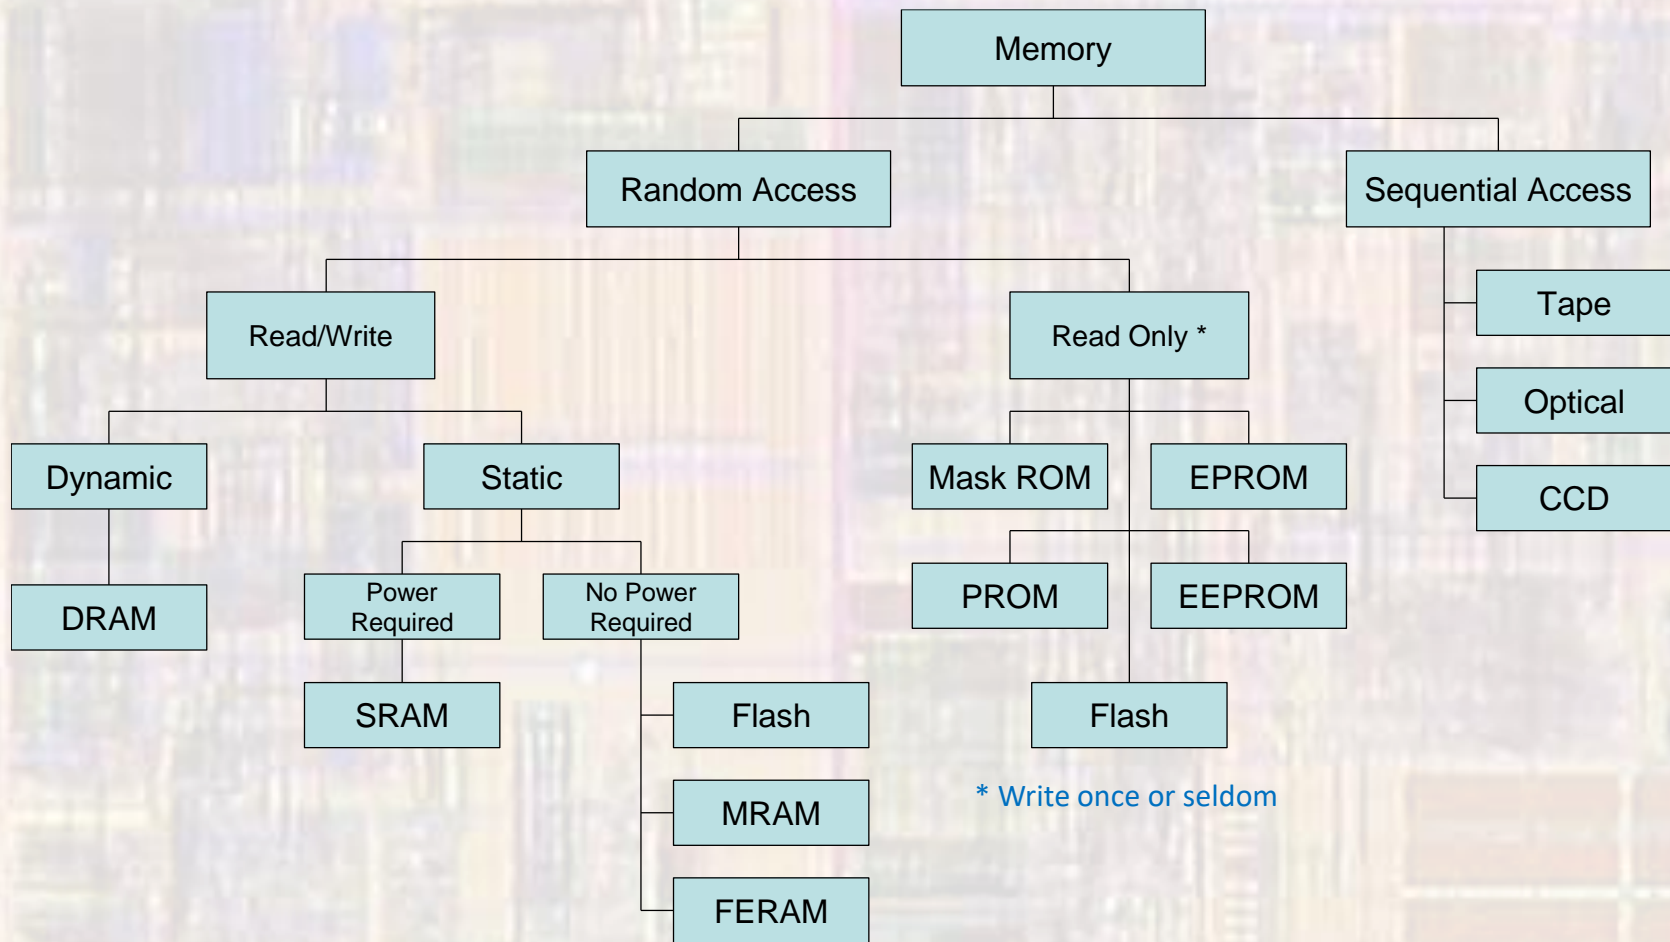 Memory
Random Access
Sequential Access
Read/Write
Read Only *
Tape
Optical
CCD
Dynamic
Static
Mask ROM
EPROM
DRAM
Power
Required
No Power
Required
PROM
EEPROM
SRAM
Flash
Flash
MRAM
* Write once or seldom
FERAM